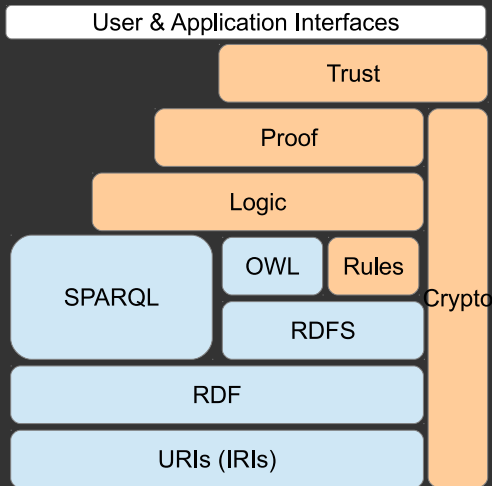 User & Application Interfaces
Trust
Proof
Logic
SPARQL
OWL
Rules
Crypto
RDFS
RDF
URIs (IRIs)